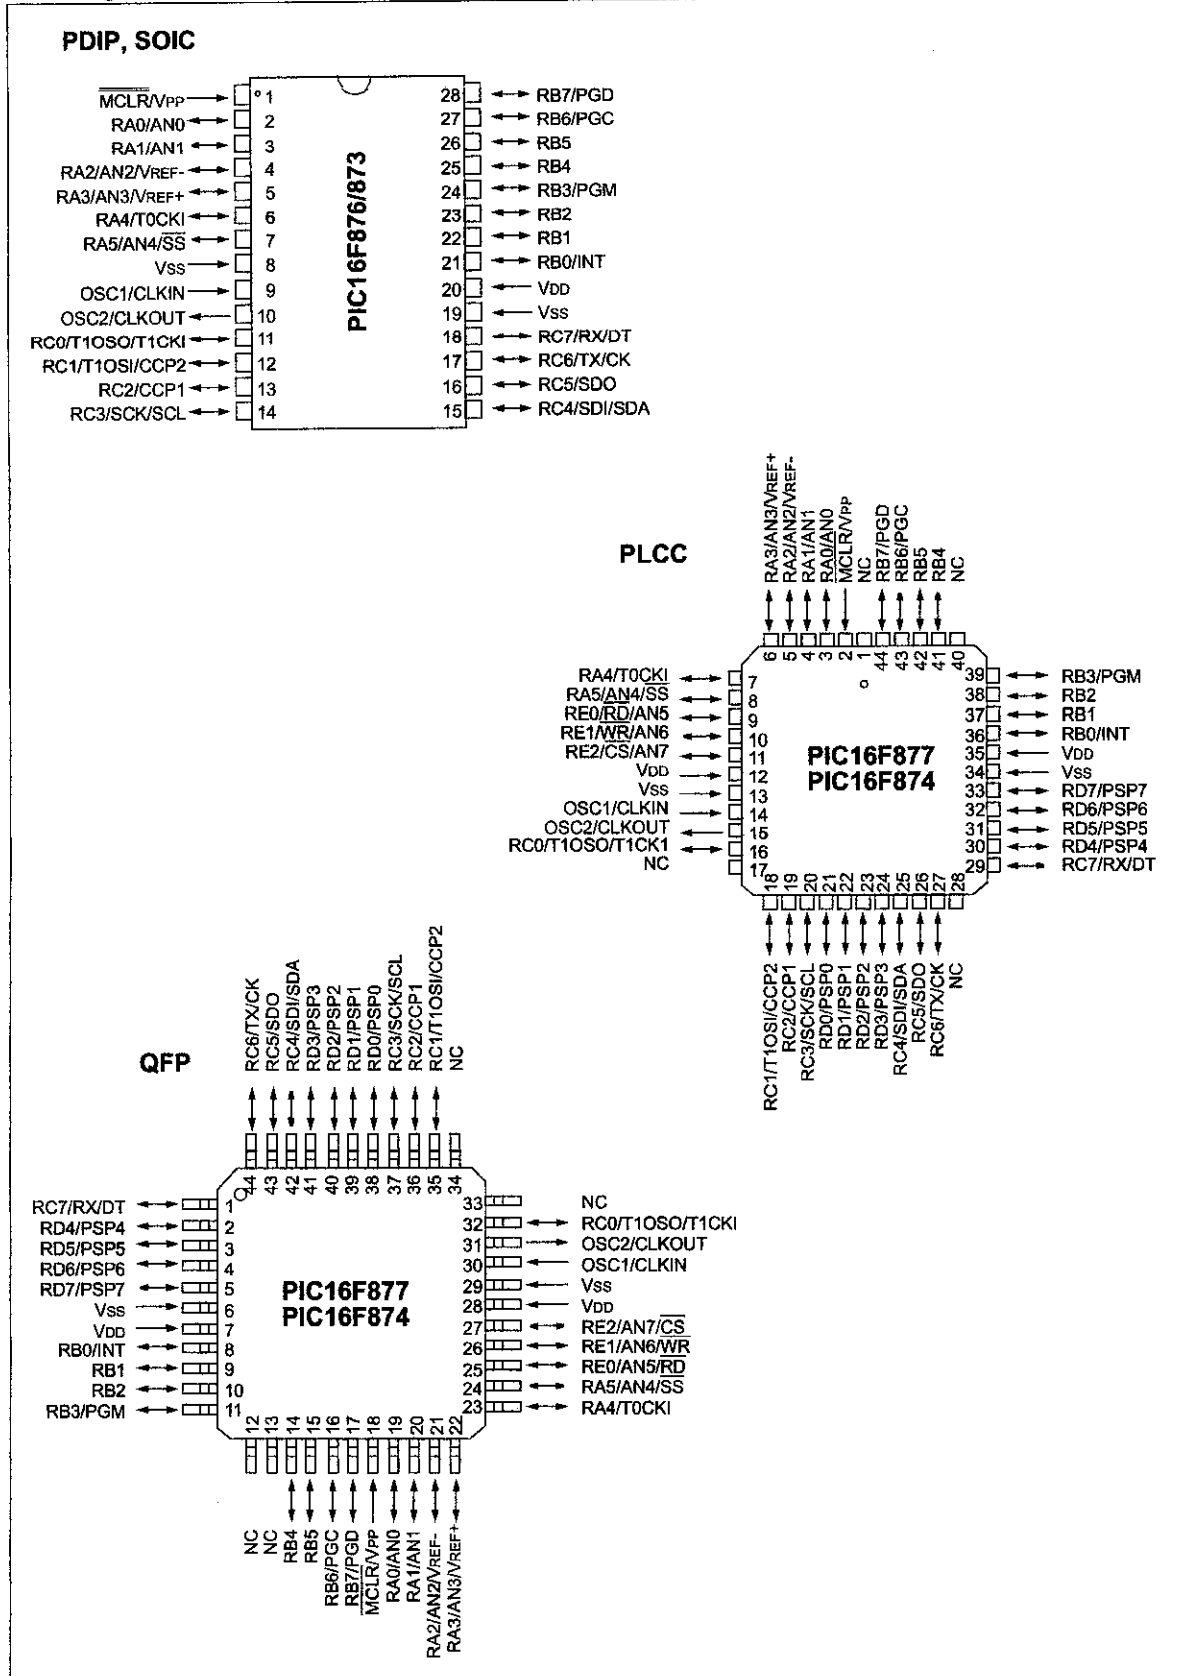 PDIP, SOIC
MCLR/VPP 1
RA0/AN0 2
RA1/AN1 3
RA2/AN2/VREF- 4
RA3/AN3/VREF+ 5
RA4/T0CKI 6
RA5/AN4/SS 7
VSS 8
OSC1/CLKIN 9
OSC2/CLKOUT 10
RC0/T1OSO/T1CKI 11
RC1/T1OSI/CCP2 12
RC2/CCP1 13
RC3/SCK/SCL 14
PIC16F876/873
28 RB7/PGD
27 RB6/PGC
26 RB5
25 RB4
24 RB3/PGM
23 RB2
22 RB1
21 RB0/INT
20 VDD
19 VSS
18 RC7/RX/DT
17 RC6/TX/CK
16 RC5/SDO
15 RC4/SDI/SDA
PLCC
RA3/AN3/VREF+ 6
RA2/AN2/VREF- 5
RA1/AN1 4
RA0/AN0 3
MCLR/VPP 2
NC 1
RB7/PGD 44
RB6/PGC 43
RB5 42
RB4 41
NC 40
RA4/T0CKI 7
RA5/AN4/SS 8
RE0/RD/AN5 9
RE1/WR/AN6 10
RE2/CS/AN7 11
VDD 12
VSS 13
OSC1/CLKIN 14
OSC2/CLKOUT 15
RC0/T1OSO/T1CK1 16
NC 17
PIC16F877
PIC16F874
39 RB3/PGM
38 RB2
37 RB1
36 RB0/INT
35 VDD
34 VSS
33 RD7/PSP7
32 RD6/PSP6
31 RD5/PSP5
30 RD4/PSP4
29 RC7/RX/DT
18 RC1/T1OSI/CCP2
19 RC2/CCP1
20 RC3/SCK/SCL
21 RD0/PSP0
22 RD1/PSP1
23 RD2/PSP2
24 RD3/PSP3
25 RC4/SDI/SDA
26 RC5/SDO
27 RC6/TX/CK
28 NC
QFP
RC6/TX/CK 44
RC5/SDO 43
RC4/SDI/SDA 42
RD3/PSP3 41
RD2/PSP2 40
RD1/PSP1 39
RD0/PSP0 38
RC3/SCK/SCL 37
RC2/CCP1 36
RC1/T1OSI/CCP2 35
NC 34
RC7/RX/DT 1
RD4/PSP4 2
RD5/PSP5 3
RD6/PSP6 4
RD7/PSP7 5
VSS 6
VDD 7
RB0/INT 8
RB1 9
RB2 10
RB3/PGM 11
PIC16F877
PIC16F874
33 NC
32 RC0/T1OSO/T1CKI
31 OSC2/CLKOUT
30 OSC1/CLKIN
29 VSS
28 VDD
27 RE2/AN7/CS
26 RE1/AN6/WR
25 RE0/AN5/RD
24 RA5/AN4/SS
23 RA4/T0CKI
12 NC
13 NC
14 RB4
15 RB5
16 RB6/PGC
17 RB7/PGD
18 MCLR/VPP
19 RA0/AN0
20 RA1/AN1
21 RA2/AN2/VREF-
22 RA3/AN3/VREF+